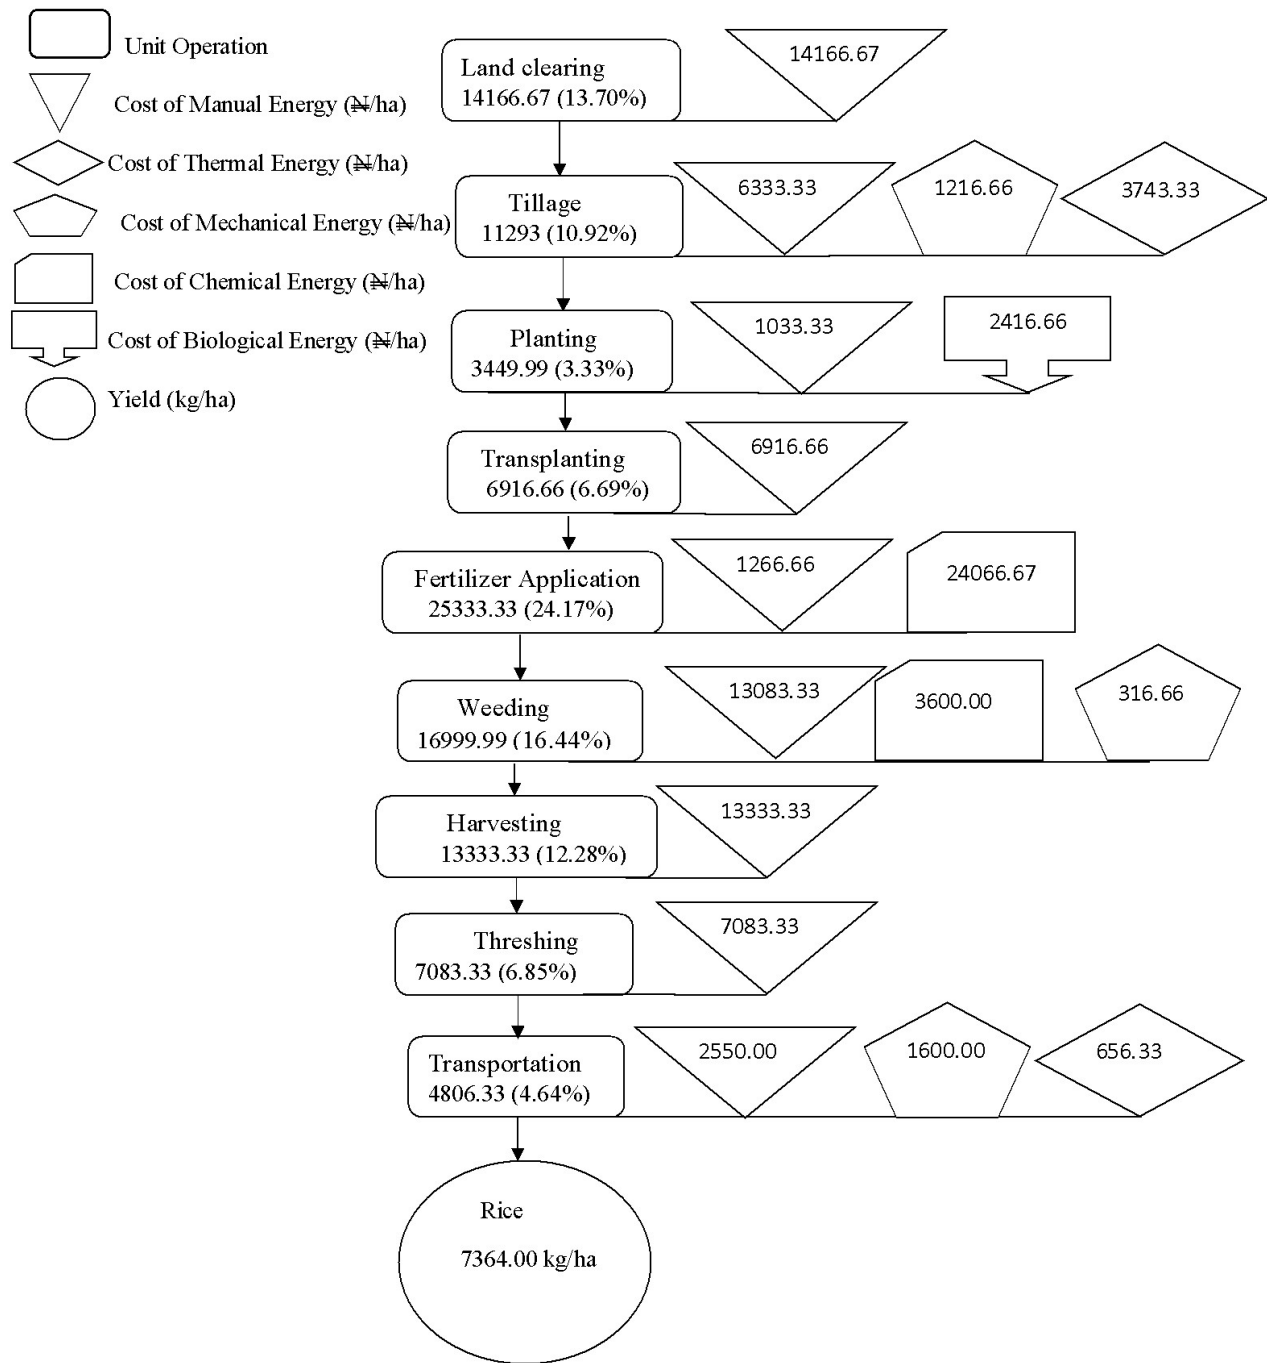 Unit Operation
Cost of Manual Energy (₦/ha)
Cost of Thermal Energy (₦/ha)
Cost of Mechanical Energy (₦/ha)
Cost of Chemical Energy (₦/ha)
Cost of Biological Energy (₦/ha)
Yield (kg/ha)
Land clearing
14166.67 (13.70%)
14166.67
Tillage
11293 (10.92%)
6333.33
1216.66
3743.33
Planting
3449.99 (3.33%)
1033.33
2416.66
Transplanting
6916.66 (6.69%)
6916.66
Fertilizer Application
25333.33 (24.17%)
1266.66
24066.67
Weeding
16999.99 (16.44%)
13083.33
3600.00
316.66
Harvesting
13333.33 (12.28%)
13333.33
Threshing
7083.33 (6.85%)
7083.33
Transportation
4806.33 (4.64%)
2550.00
1600.00
656.33
Rice
7364.00 kg/ha